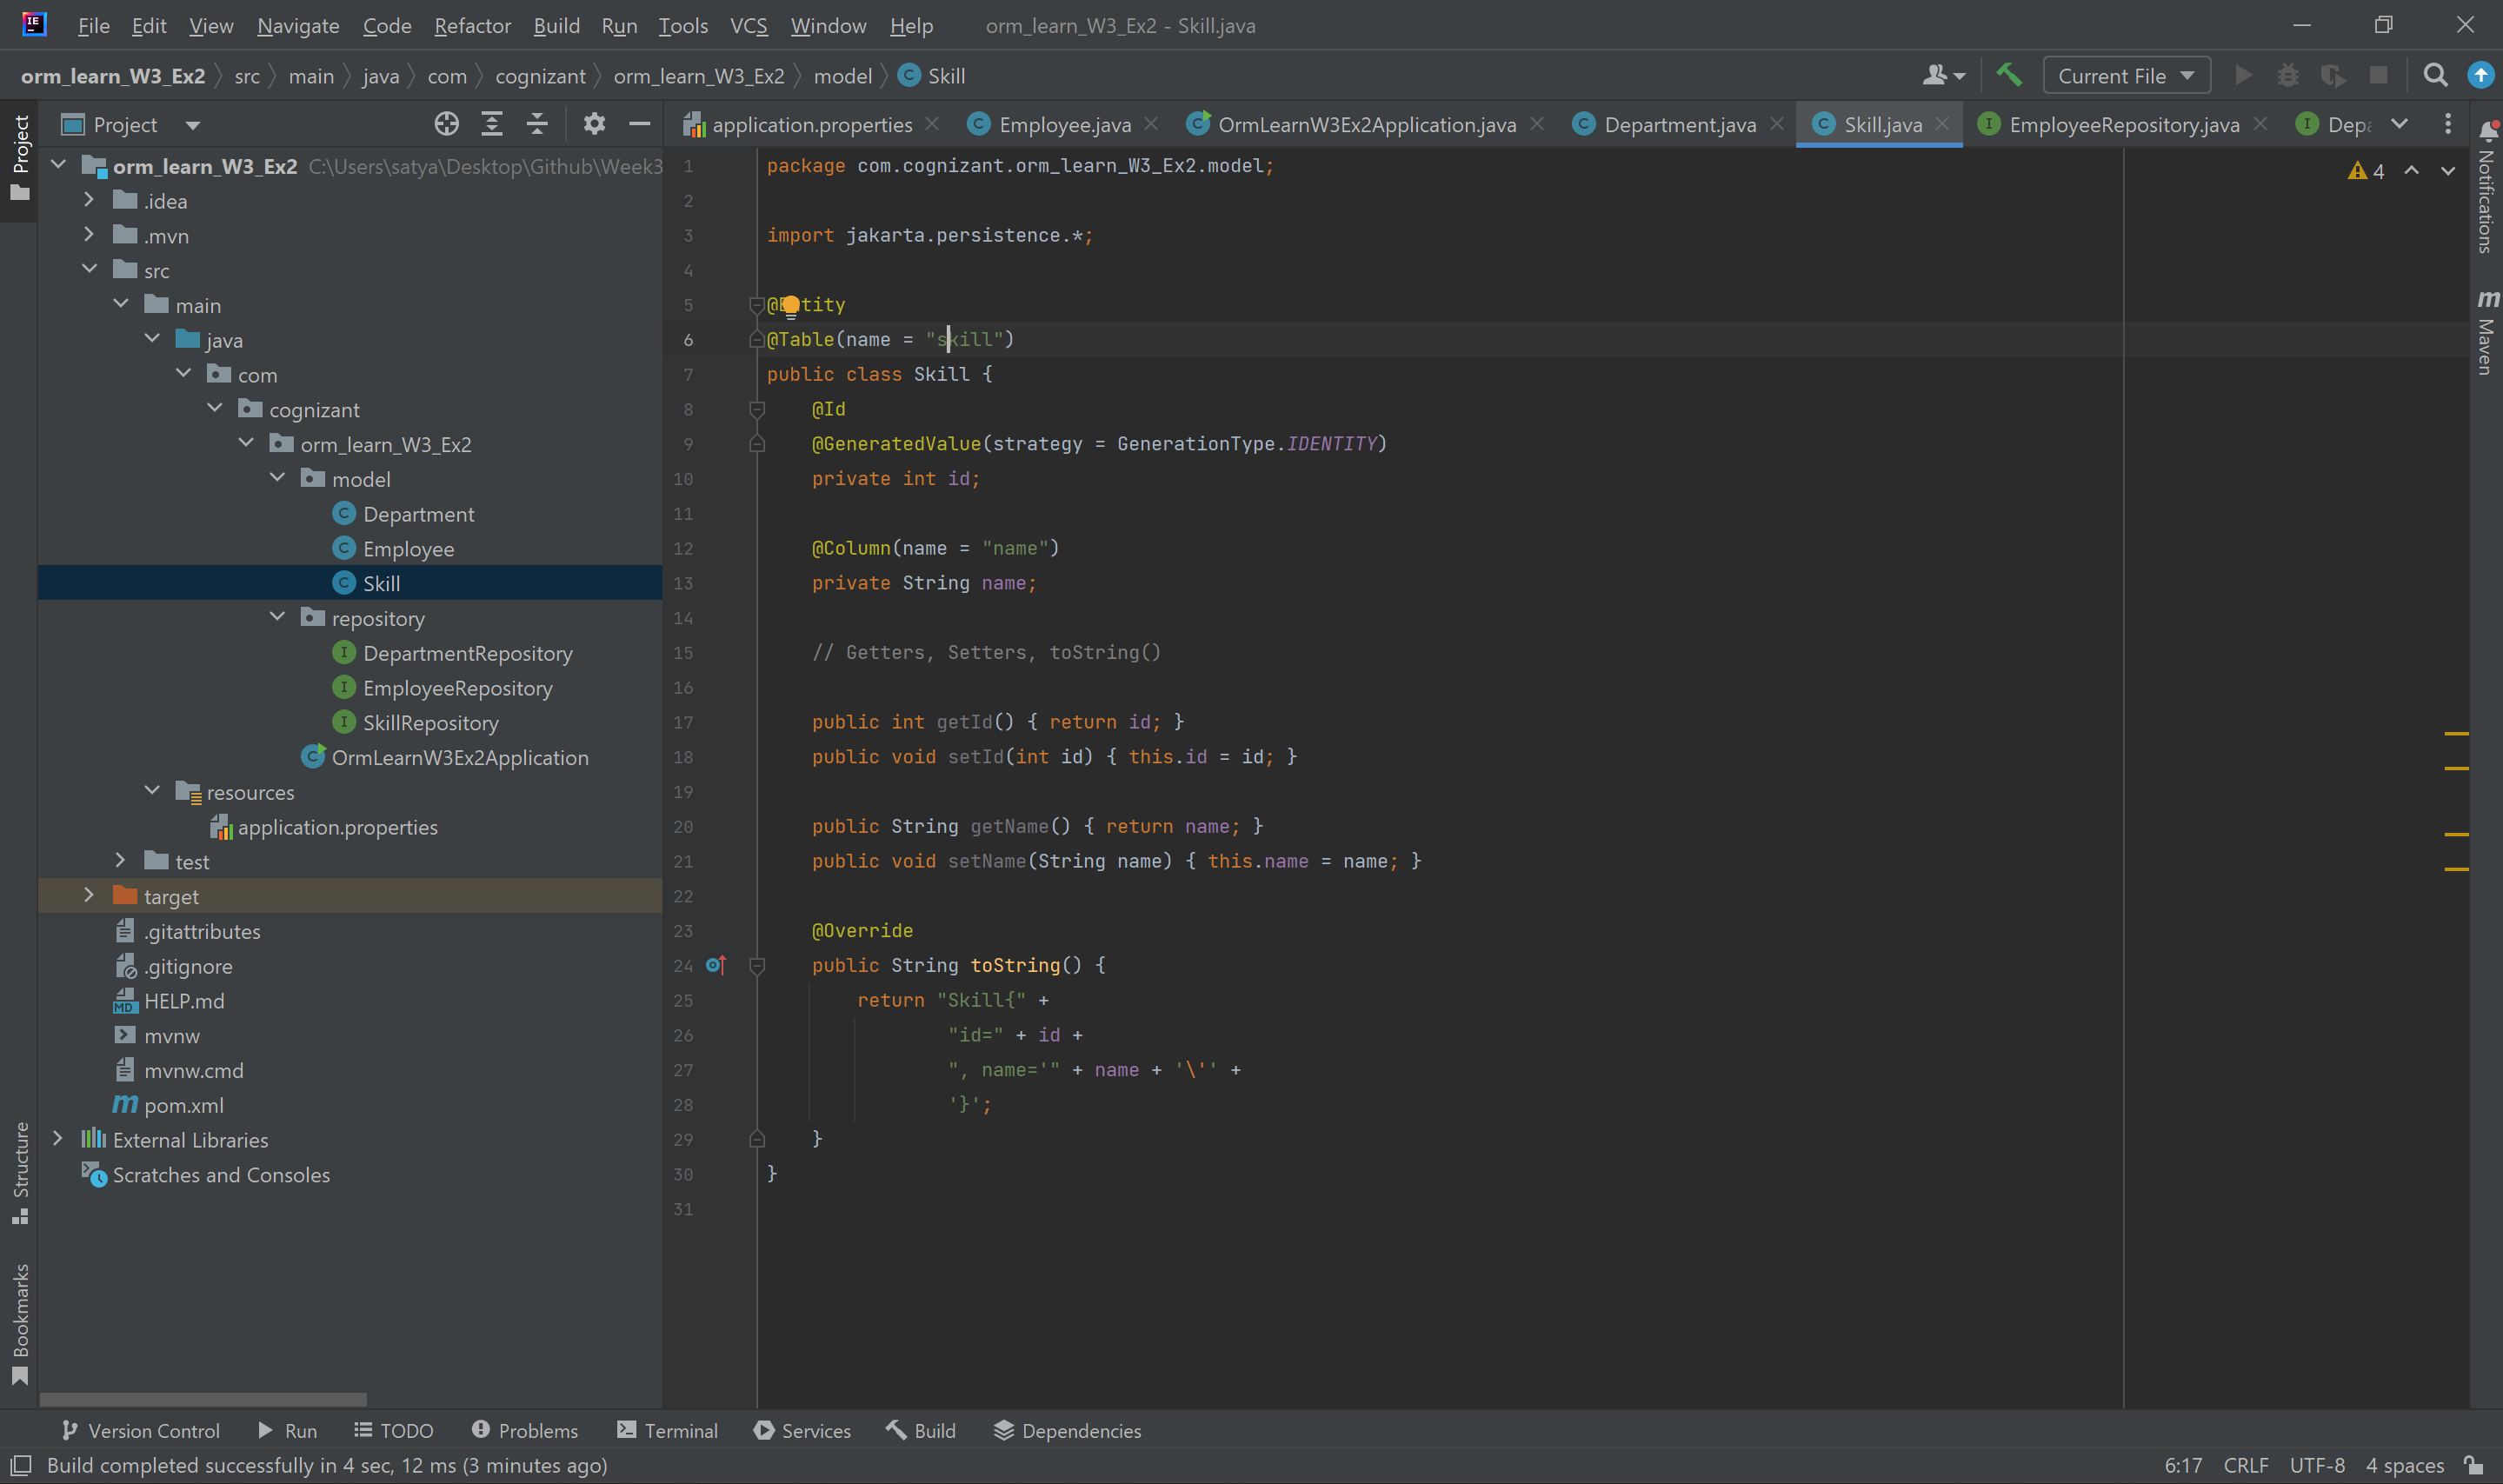 File Edit View Navigate Code Refactor Build Run Tools VCS Window Help orm_learn_W3_Ex2 - Skill.java
orm_learn_W3_Ex2 src main java com cognizant orm_learn_W3_Ex2 model Skill Current File
Project
application.properties Employee.java OrmLearnW3Ex2Application.java Department.java Skill.java EmployeeRepository.java
orm_learn_W3_Ex2 C:\Users\satya\Desktop\Github\Week3
.idea
.mvn
src
main
java
com
cognizant
orm_learn_W3_Ex2
model
Department
Employee
Skill
repository
DepartmentRepository
EmployeeRepository
SkillRepository
OrmLearnW3Ex2Application
resources
application.properties
test
target
.gitattributes
.gitignore
HELP.md
mvnw
mvnw.cmd
pom.xml
External Libraries
Scratches and Consoles
Project
Structure
Bookmarks
1 package com.cognizant.orm_learn_W3_Ex2.model;
2
3 import jakarta.persistence.*;
4
5 @Entity
6 @Table(name = "skill")
7 public class Skill {
8 @Id
9 @GeneratedValue(strategy = GenerationType.IDENTITY)
10 private int id;
11
12 @Column(name = "name")
13 private String name;
14
15 // Getters, Setters, toString()
16
17 public int getId() { return id; }
18 public void setId(int id) { this.id = id; }
19
20 public String getName() { return name; }
21 public void setName(String name) { this.name = name; }
22
23 @Override
24 public String toString() {
25 return "Skill{" +
26 "id=" + id +
27 ", name='" + name + '\'' +
28 '}';
29 }
30 }
31
4
Notifications
Maven
Version Control Run TODO Problems Terminal Services Build Dependencies
Build completed successfully in 4 sec, 12 ms (3 minutes ago) 6:17 CRLF UTF-8 4 spaces